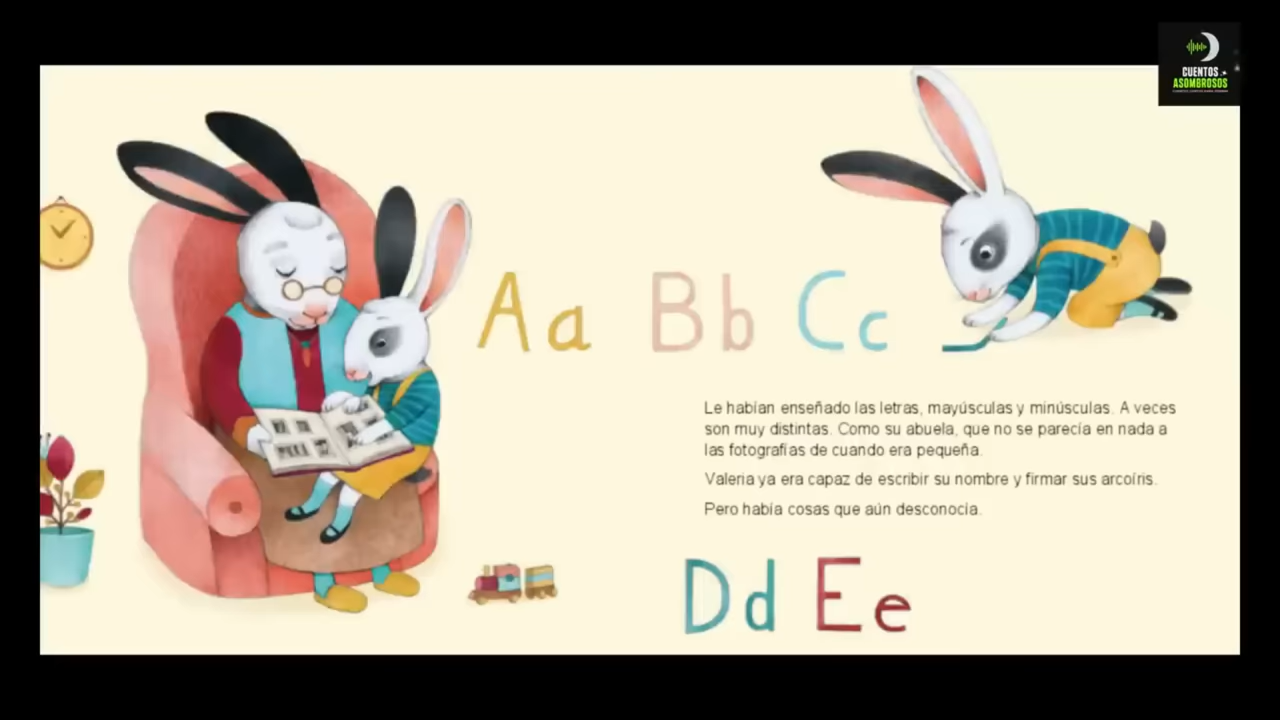 CUENTOS
ASOMBROSOS
Aa Bb Cc
Le habían enseñado las letras, mayúsculas y minúsculas. A veces
son muy distintas. Como su abuela, que no se parecía en nada a
las fotografías de cuando era pequeña.
Valeria ya era capaz de escribir su nombre y firmar sus arcoíris.
Pero había cosas que aún desconocía.
Dd Ee